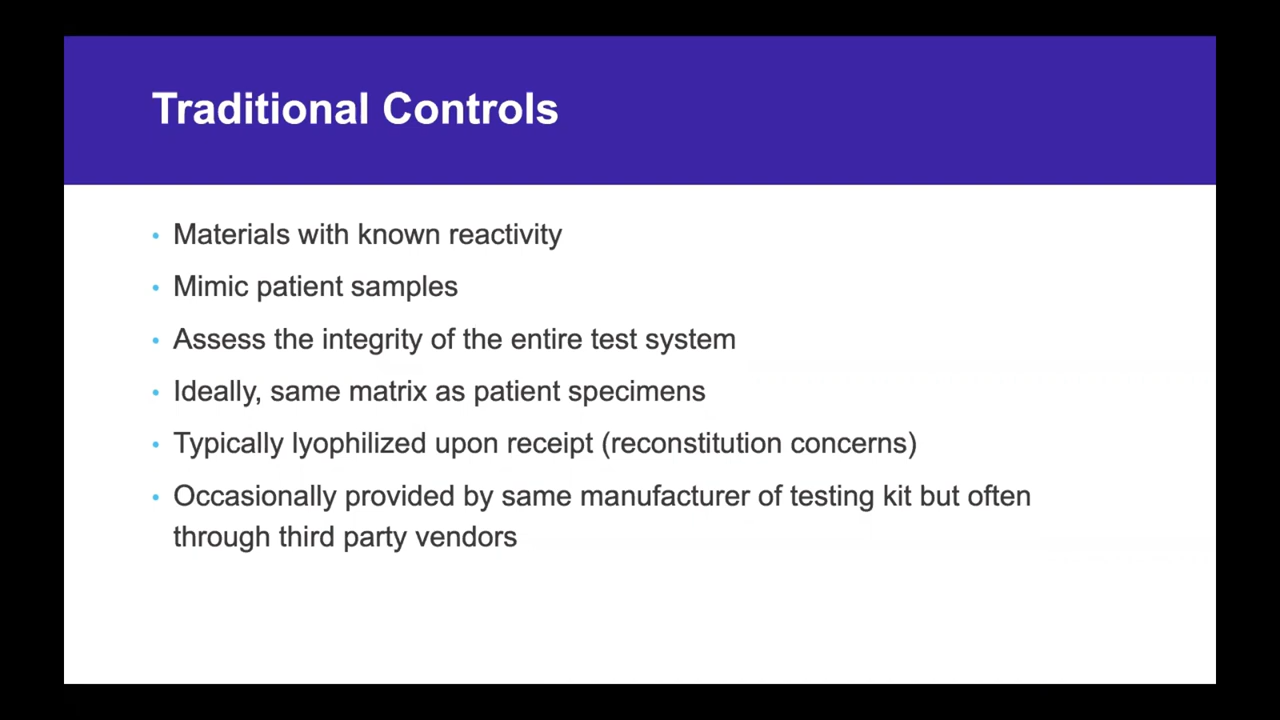 Traditional Controls
• Materials with known reactivity
• Mimic patient samples
• Assess the integrity of the entire test system
• Ideally, same matrix as patient specimens
• Typically lyophilized upon receipt (reconstitution concerns)
• Occasionally provided by same manufacturer of testing kit but often
through third party vendors